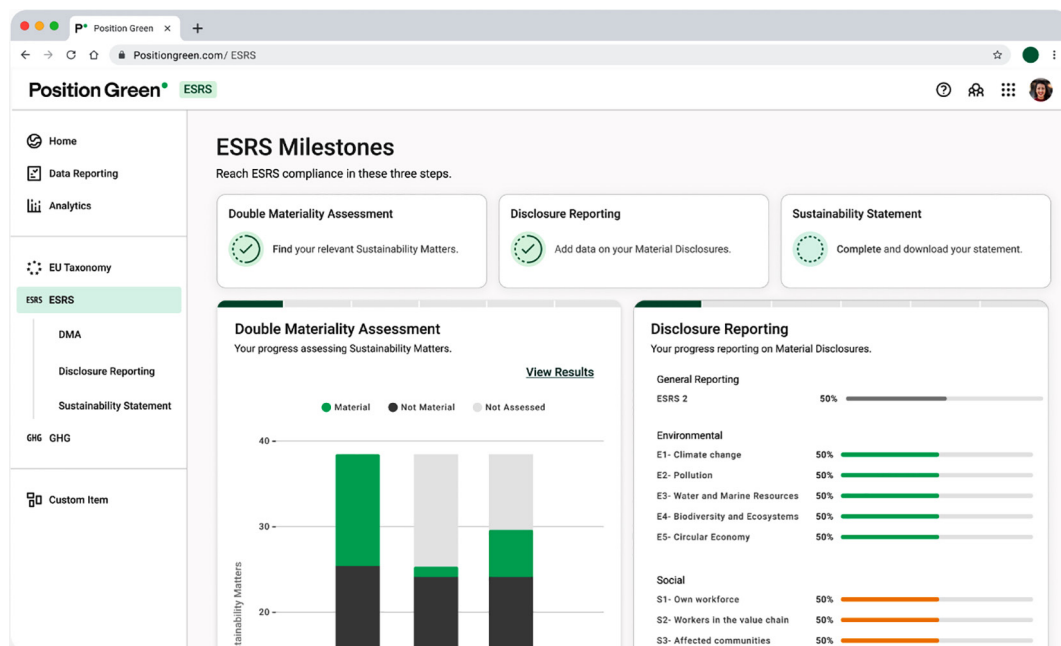 Position Green
Positiongreen.com/ ESRS
Position Green ESRS
Home
Data Reporting
Analytics
EU Taxonomy
ESRS ESRS
DMA
Disclosure Reporting
Sustainability Statement
GHG GHG
Custom Item
ESRS Milestones
Reach ESRS compliance in these three steps.
Double Materiality Assessment
Find your relevant Sustainability Matters.
Disclosure Reporting
Add data on your Material Disclosures.
Sustainability Statement
Complete and download your statement.
Double Materiality Assessment
Your progress assessing Sustainability Matters.
View Results
Material Not Material Not Assessed
40
30
20
Matters
Disclosure Reporting
Your progress reporting on Material Disclosures.
General Reporting
ESRS 2 50%
Environmental
E1- Climate change 50%
E2- Pollution 50%
E3- Water and Marine Resources 50%
E4- Biodiversity and Ecosystems 50%
E5- Circular Economy 50%
Social
S1- Own workforce 50%
S2- Workers in the value chain 50%
S3- Affected communities 50%